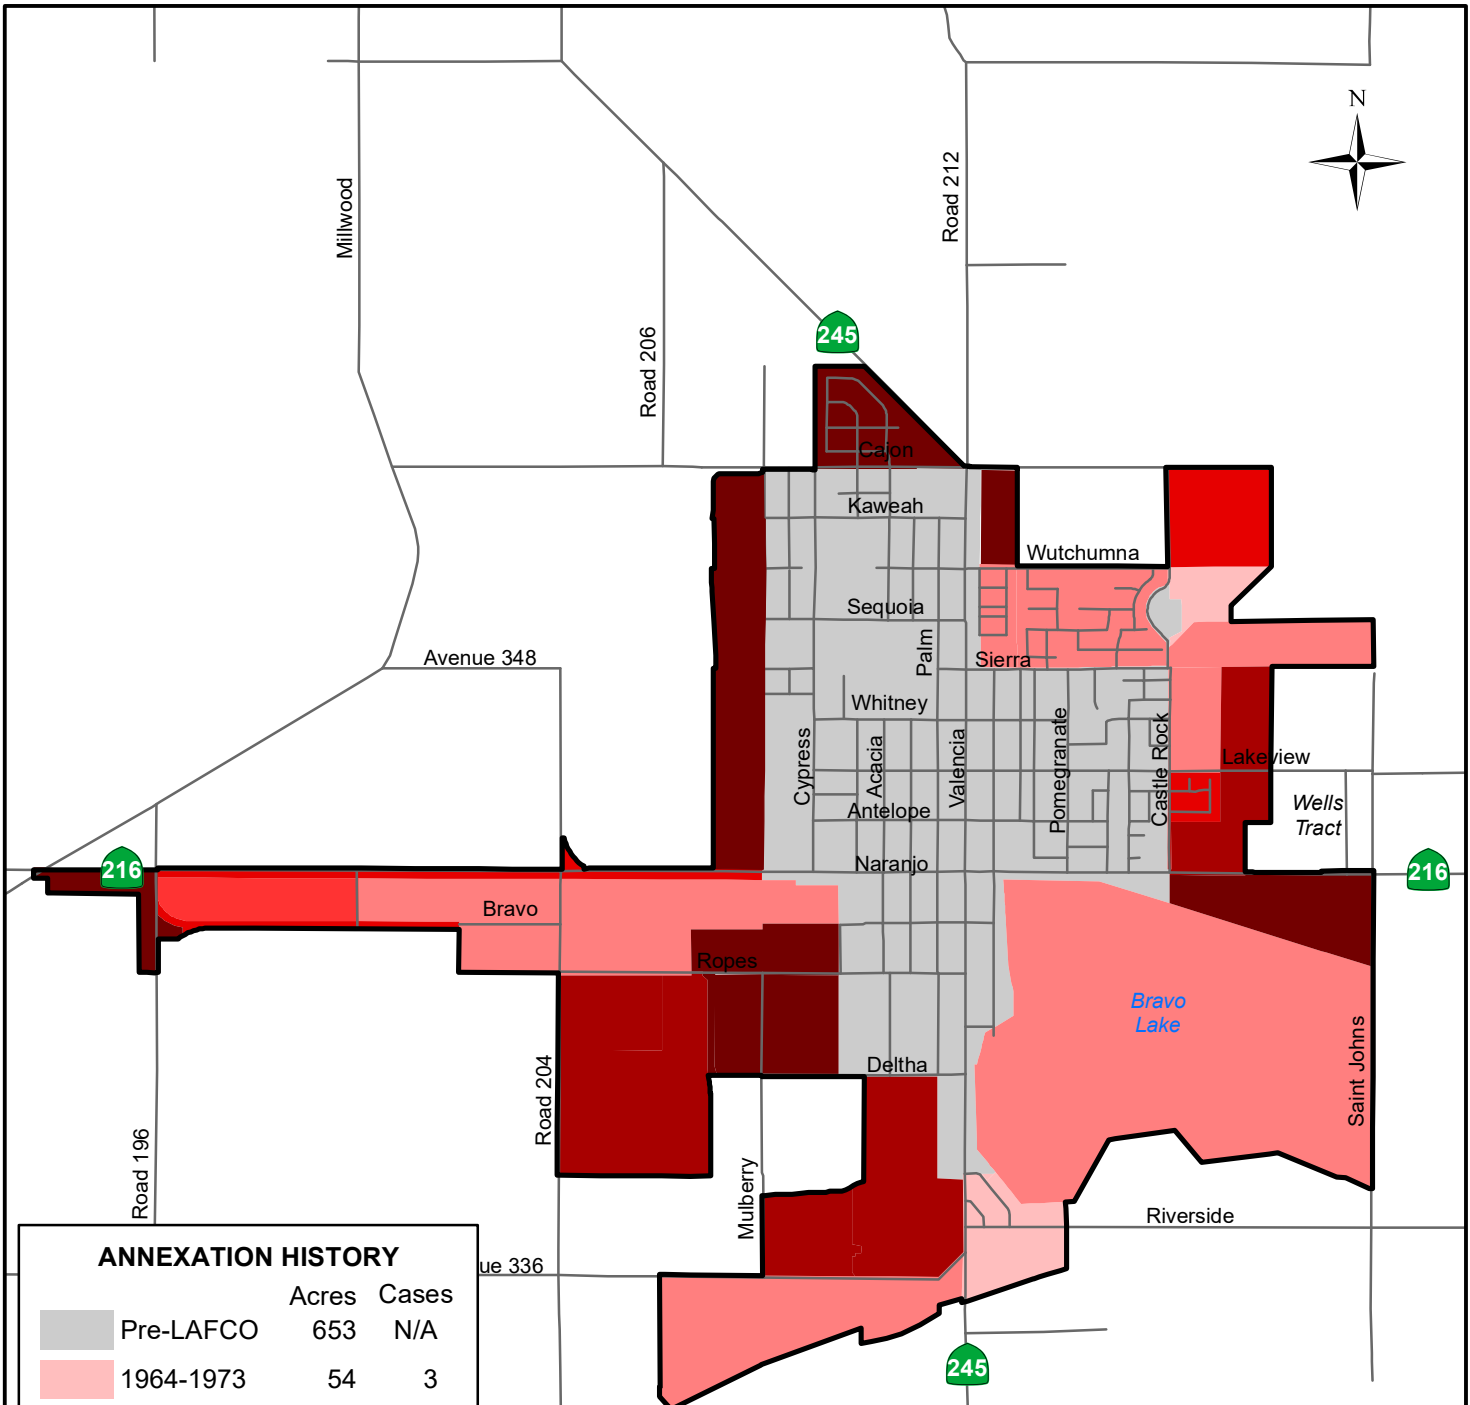 N
Millwood
Road 212
Road 206
245
Cajon
Kaweah
Wutchumna
Sequoia
Palm
Sierra
Avenue 348
Whitney
Cypress
Acacia
Valencia
Pomegranate
Castle Rock
Lakeview
Antelope
Wells
Tract
Naranjo
216
216
Bravo
Ropes
Bravo
Lake
Deltha
Saint Johns
Road 204
Road 196
Mulberry
Riverside
ue 336
245
ANNEXATION HISTORY
Acres Cases
Pre-LAFCO 653 N/A
1964-1973 54 3